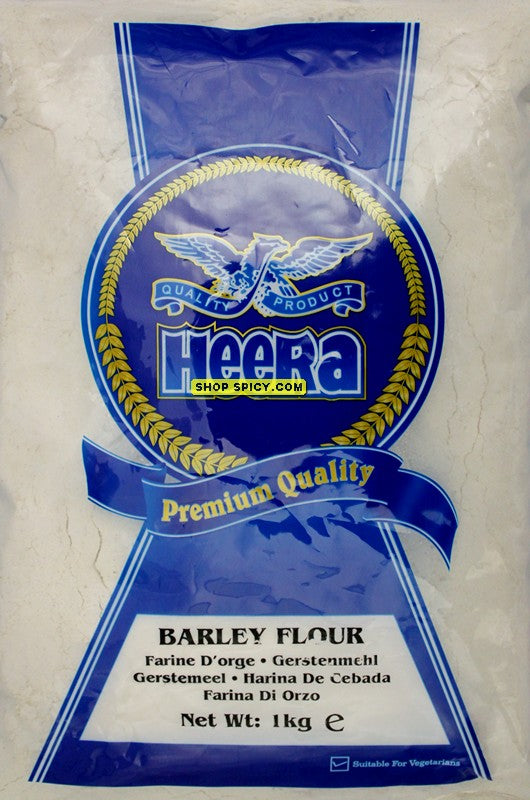 QUALITY PRODUCT
HEERA
SHOP SPICY.COM
Premium Quality
BARLEY FLOUR
Farine D'orge • Gerstenmehl
Gerstemeel • Harina De Cebada
Farina Di Orzo
Net Wt: 1kg ℮
Suitable For Vegetarians